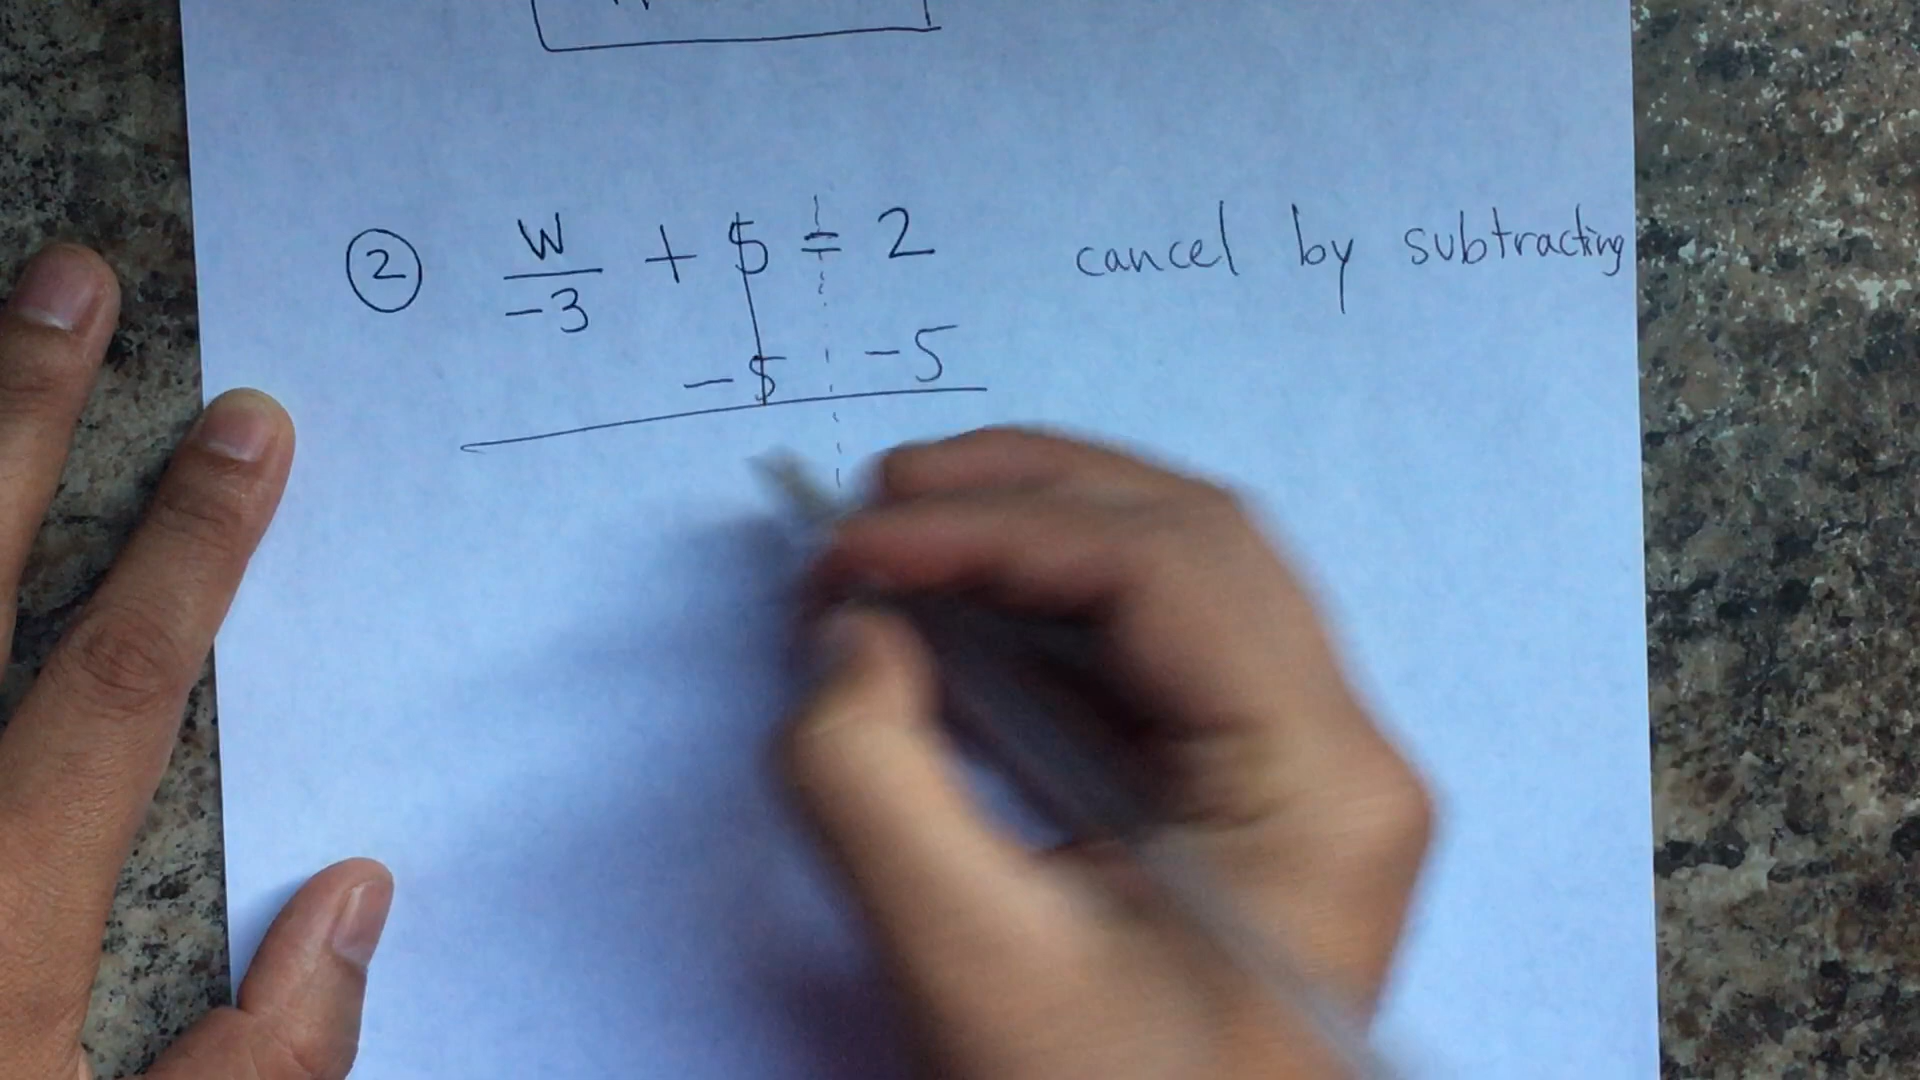 ② w/-3 + 5 = 2 cancel by subtracting
-5 -5